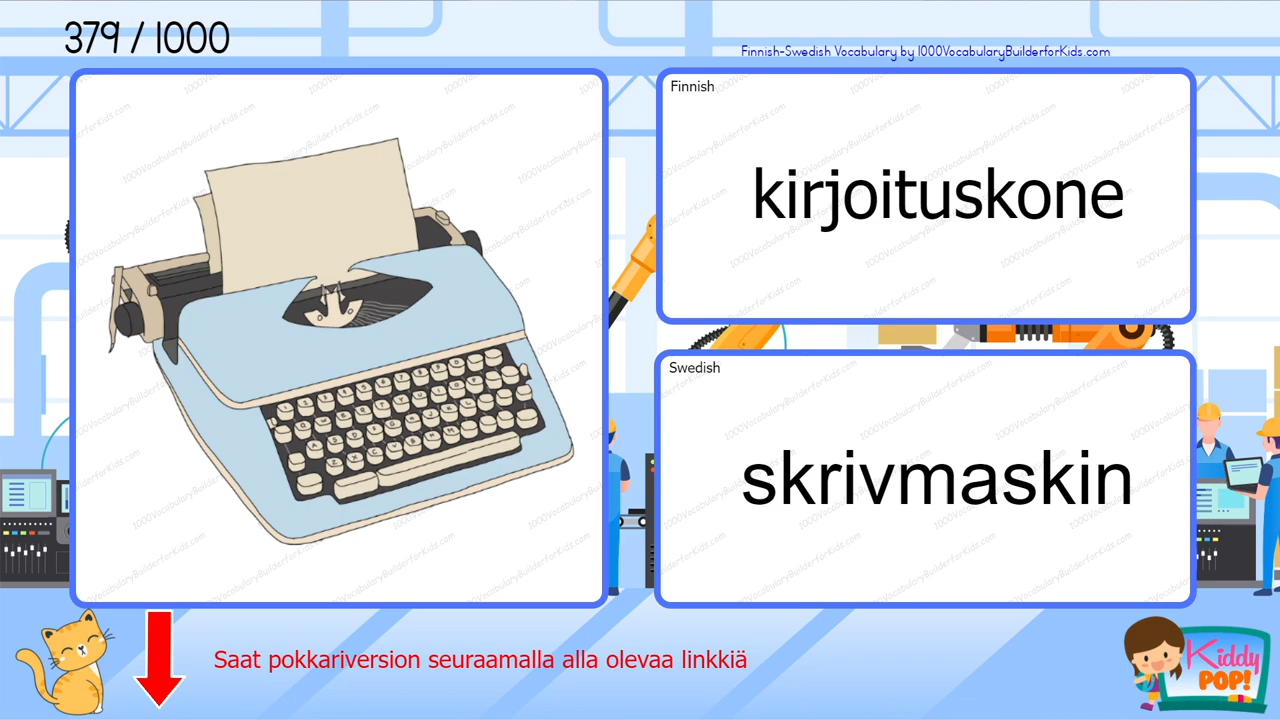 379 / 1000
Finnish-Swedish Vocabulary by 1000VocabularyBuilderforKids.com
Finnish
kirjoituskone
Swedish
skrivmaskin
Saat pokkariversion seuraamalla alla olevaa linkkiä
Kiddy
POP!